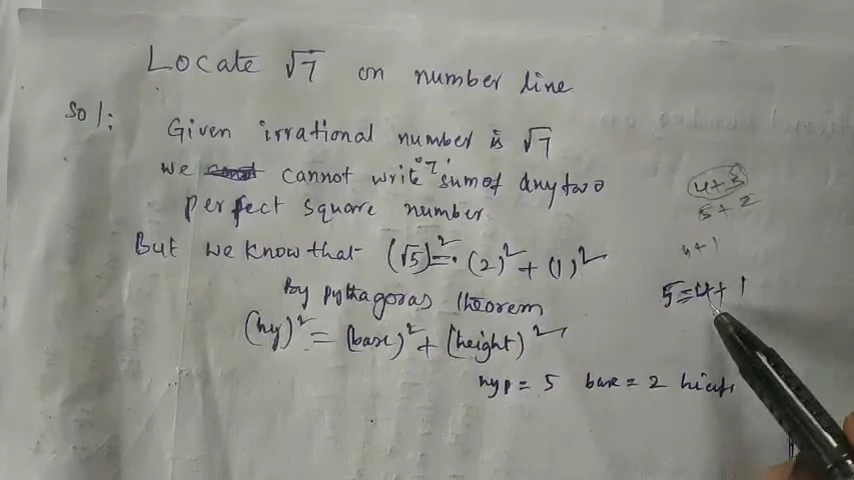 Locate √7 on number line
Sol:
Given irrational number is √7
we cannot write "7" sum of any two
perfect square number
4+3
5+2
4+1
But we know that (√5)² = (2)² + (1)²
5=4+1
By pythagoras theorem
(hy)² = (base)² + (height)²
hyp = 5 base = 2